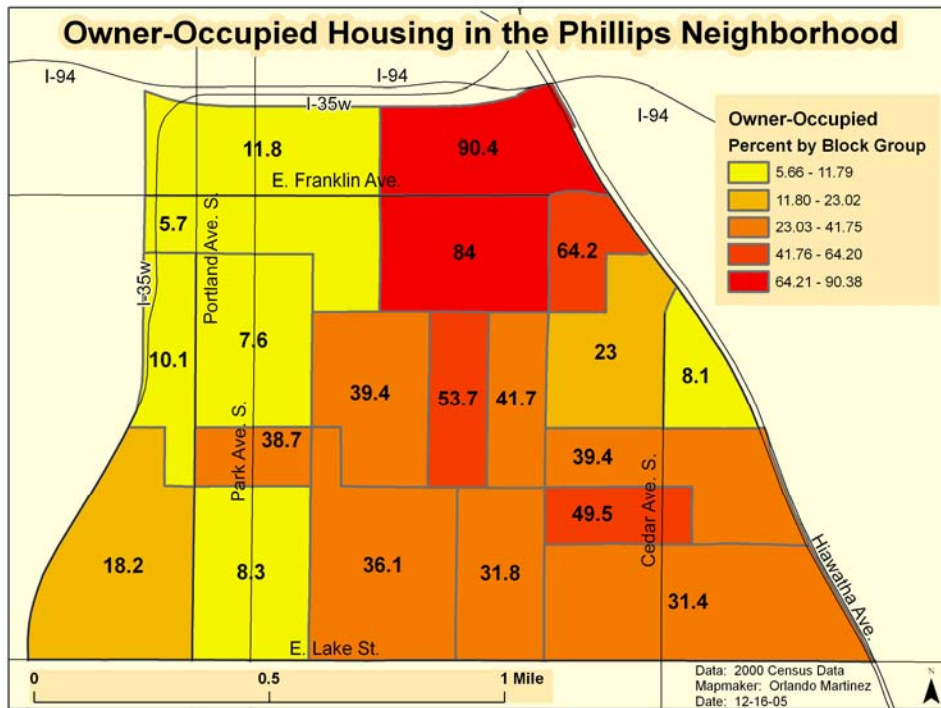 Owner-Occupied Housing in the Phillips Neighborhood
I-94
I-94
I-94
I-35w
Owner-Occupied
Percent by Block Group
5.66 - 11.79
11.80 - 23.02
23.03 - 41.75
41.76 - 64.20
64.21 - 90.38
11.8
90.4
E. Franklin Ave.
5.7
Portland Ave. S.
84
64.2
I-35w
10.1
7.6
39.4
53.7
41.7
23
8.1
38.7
Park Ave. S.
39.4
Cedar Ave. S.
49.5
18.2
8.3
36.1
31.8
31.4
Hiawatha Ave.
E. Lake St.
0
0.5
1 Mile
Data: 2000 Census Data
Mapmaker: Orlando Martinez
Date: 12-16-05
N